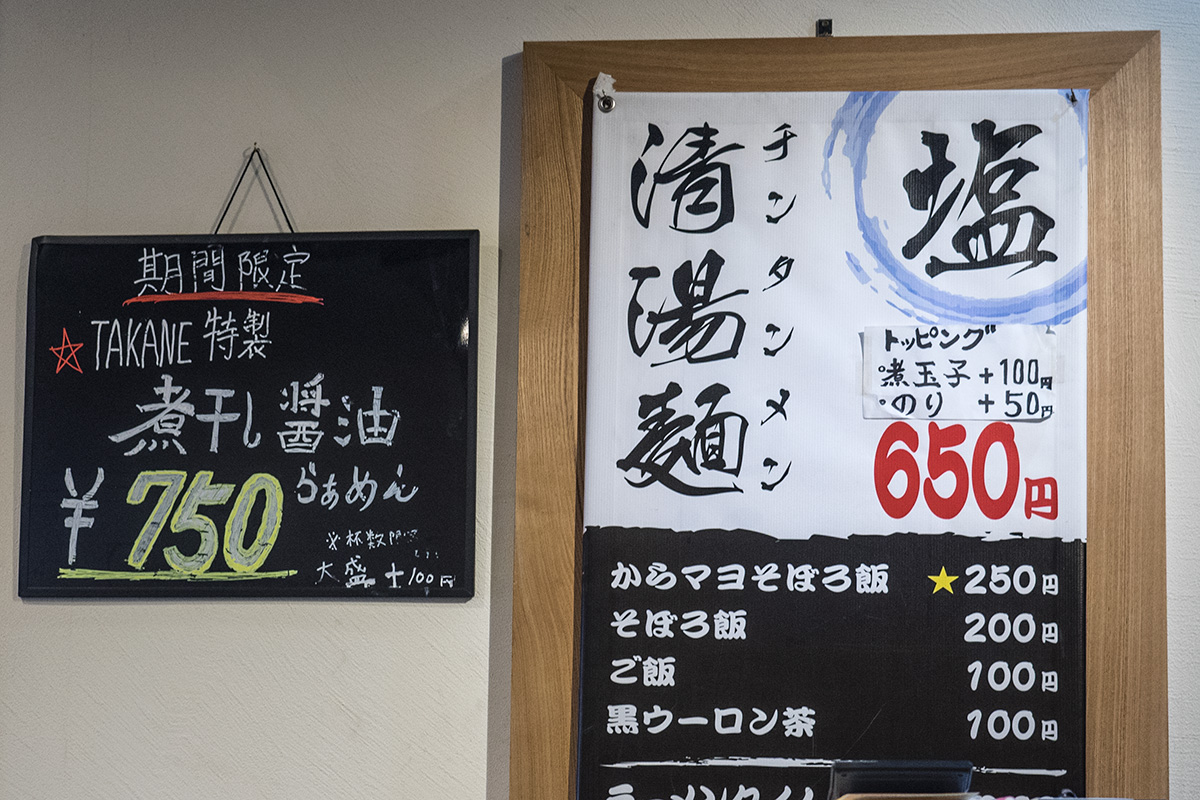 期間限定
TAKANE 特製
煮干し醤油
¥750 らぁめん
※杯数限定
大盛 +100円
塩
チンタンメン
清湯麺
トッピング
煮玉子 +100円
のり +50円
650円
からマヨそぼろ飯 ★250円
そぼろ飯 200円
ご飯 100円
黒ウーロン茶 100円